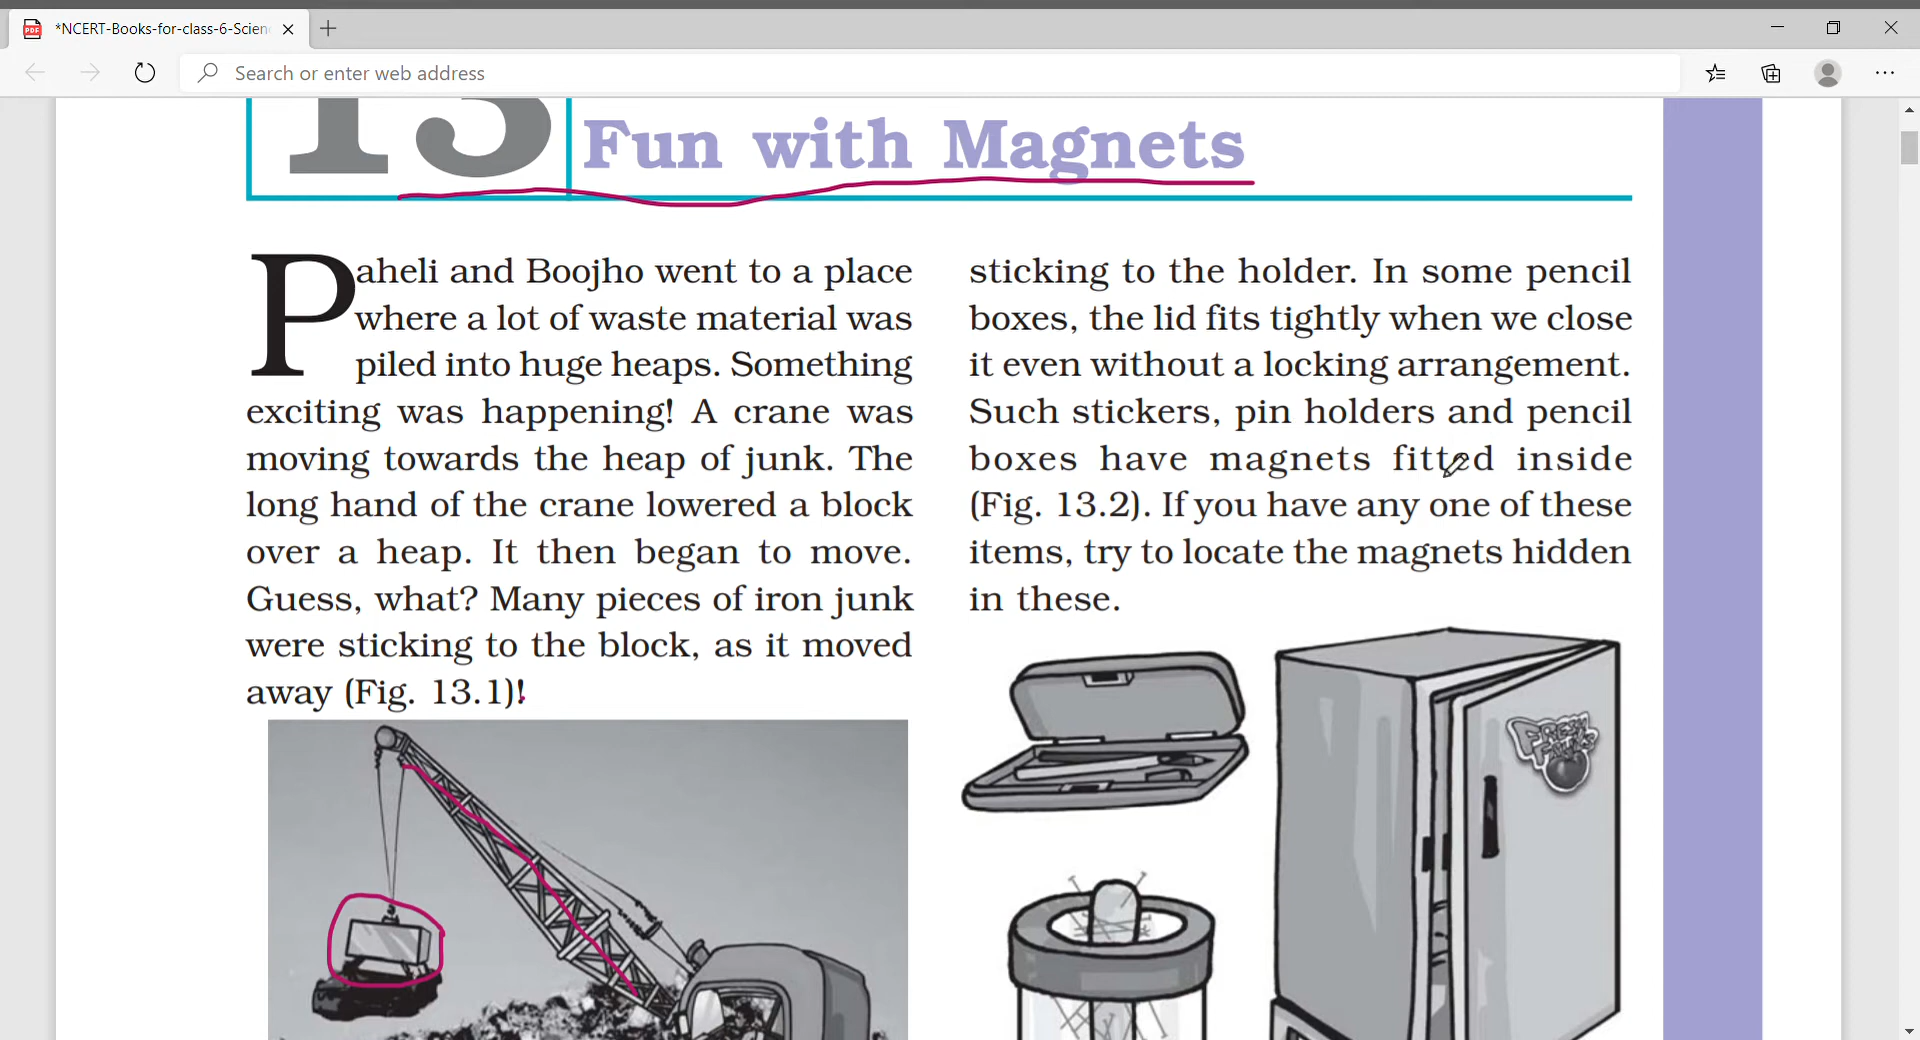 *NCERT-Books-for-class-6-Scien
Search or enter web address
13
Fun with Magnets
Paheli and Boojho went to a place
where a lot of waste material was
piled into huge heaps. Something
exciting was happening! A crane was
moving towards the heap of junk. The
long hand of the crane lowered a block
over a heap. It then began to move.
Guess, what? Many pieces of iron junk
were sticking to the block, as it moved
away (Fig. 13.1)!
sticking to the holder. In some pencil
boxes, the lid fits tightly when we close
it even without a locking arrangement.
Such stickers, pin holders and pencil
boxes have magnets fitted inside
(Fig. 13.2). If you have any one of these
items, try to locate the magnets hidden
in these.
FRESH